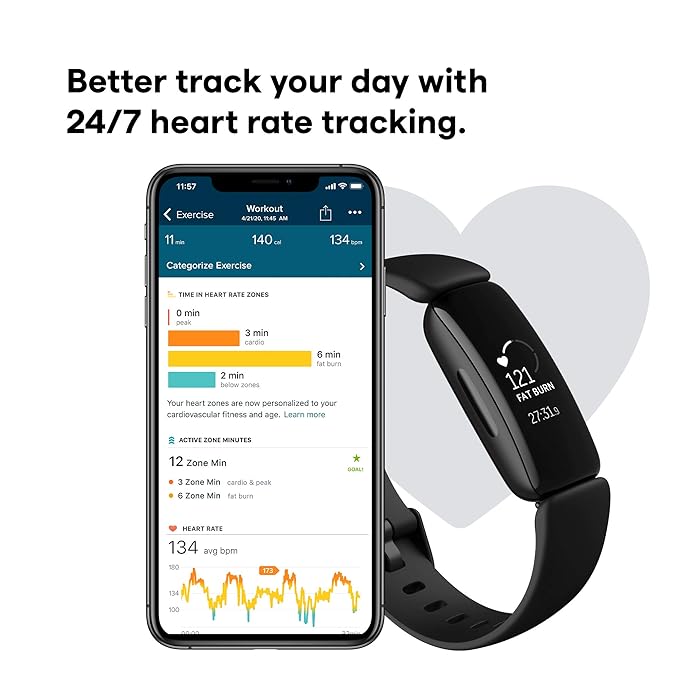 Better track your day with
24/7 heart rate tracking.
11:57
Exercise
Workout
4/21/20, 11:45 AM
11 min 140 cal 134 bpm
Categorize Exercise
TIME IN HEART RATE ZONES
0 min
peak
3 min
cardio
6 min
fat burn
2 min
below zones
Your heart zones are now personalized to your
cardiovascular fitness and age. Learn more
ACTIVE ZONE MINUTES
12 Zone Min
GOAL!
3 Zone Min cardio & peak
6 Zone Min fat burn
HEART RATE
134 avg bpm
180
173
134
100
121
FAT BURN
27:31.9